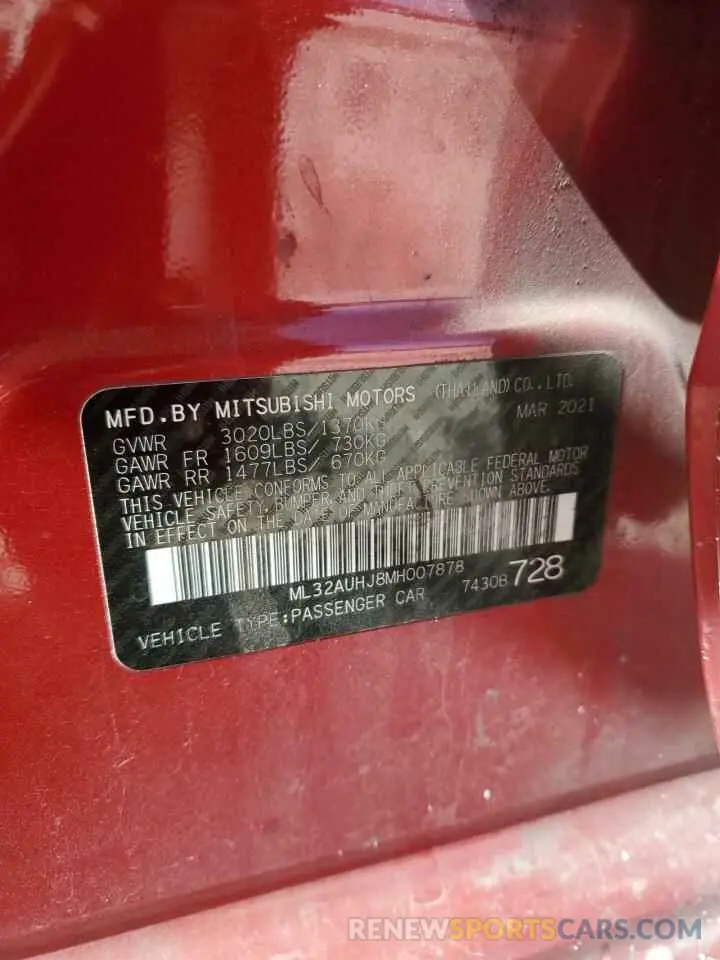 MFD.BY MITSUBISHI MOTORS (THAILAND)CO.,LTD.
GVWR 3020LBS/1370KG MAR 2021
GAWR FR 1609LBS/ 730KG
GAWR RR 1477LBS/ 670KG
THIS VEHICLE CONFORMS TO ALL APPLICABLE FEDERAL MOTOR
VEHICLE SAFETY, BUMPER, AND THEFT PREVENTION STANDARDS
IN EFFECT ON THE DATE OF MANUFACTURE SHOWN ABOVE.
ML32AUHJ8MH007878 74308 728
VEHICLE TYPE:PASSENGER CAR
RENEWSPORTSCARS.COM